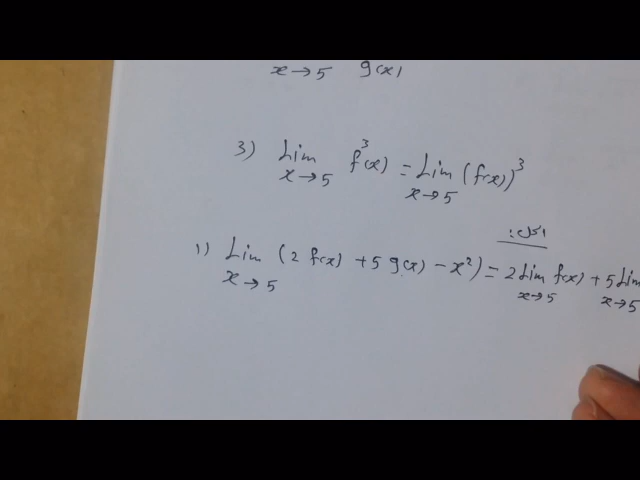 x→5 g(x)
3) Lim x→5 f³(x) = Lim x→5 (f(x))³
الحل:
1) Lim x→5 (2 f(x) + 5 g(x) − x²) = 2 Lim x→5 f(x) + 5 Lim x→5